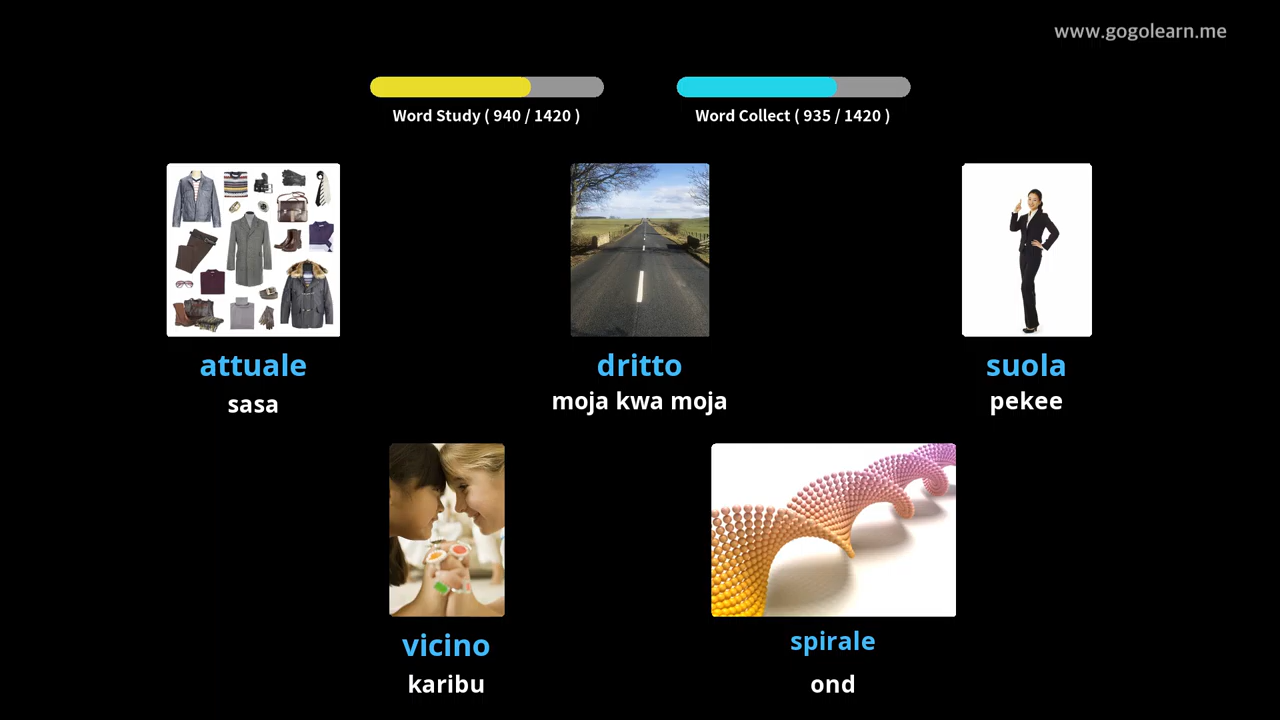 www.gogolearn.me
Word Study ( 940 / 1420 )
Word Collect ( 935 / 1420 )
attuale
sasa
dritto
moja kwa moja
suola
pekee
vicino
karibu
spirale
ond